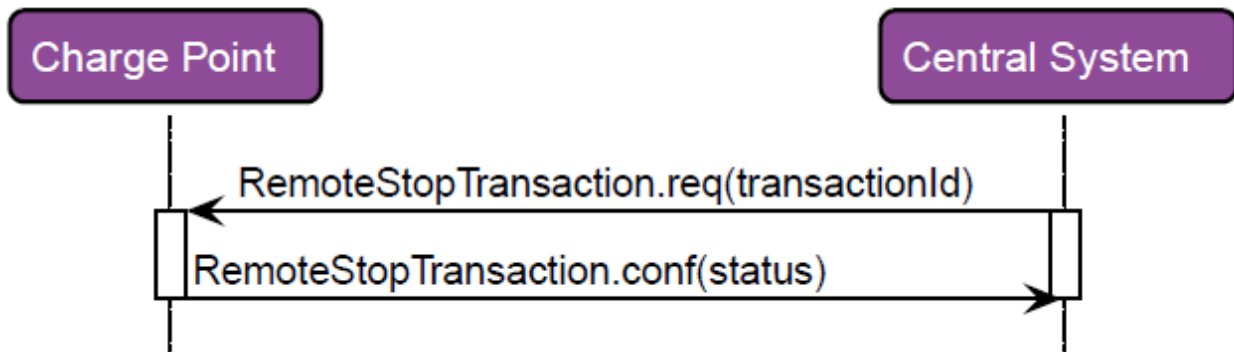 Charge Point
Central System
RemoteStopTransaction.req(transactionId)
RemoteStopTransaction.conf(status)